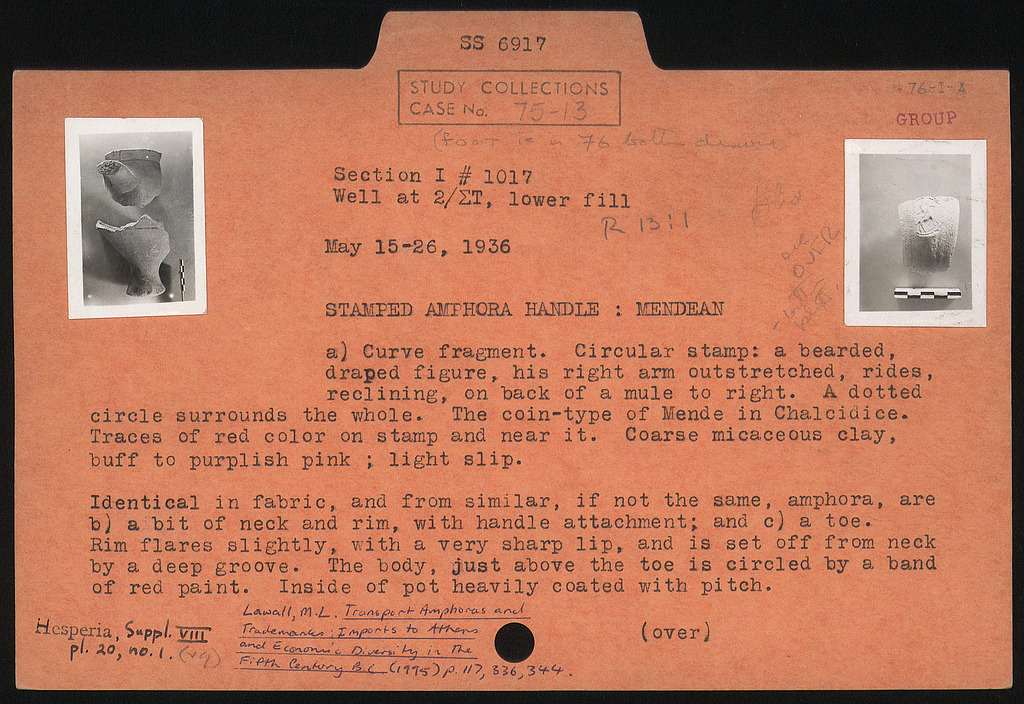 SS 6917
STUDY COLLECTIONS
CASE No. 75-13
76-I-
GROUP
(foot is in 76 bottom drawer
Section I # 1017
Well at 2/ΣΤ, lower fill
R 13:1
May 15-26, 1936
see
OVER
STAMPED AMPHORA HANDLE : MENDEAN
a) Curve fragment.  Circular stamp: a bearded,
draped figure, his right arm outstretched, rides,
reclining, on back of a mule to right.  A dotted
circle surrounds the whole.  The coin-type of Mende in Chalcidice.
Traces of red color on stamp and near it.  Coarse micaceous clay,
buff to purplish pink ; light slip.
Identical in fabric, and from similar, if not the same, amphora, are
b) a bit of neck and rim, with handle attachment; and c) a toe.
Rim flares slightly, with a very sharp lip, and is set off from neck
by a deep groove.  The body, just above the toe is circled by a band
of red paint.  Inside of pot heavily coated with pitch.
Hesperia, Suppl. VIII
pl. 20, no. 1.
Lawall, M.L. Transport Amphoras and
Trademarks: Imports to Athens
and Economic Diversity in the
Fifth Century B.C. (1995) p. 117, 336, 344.
(over)